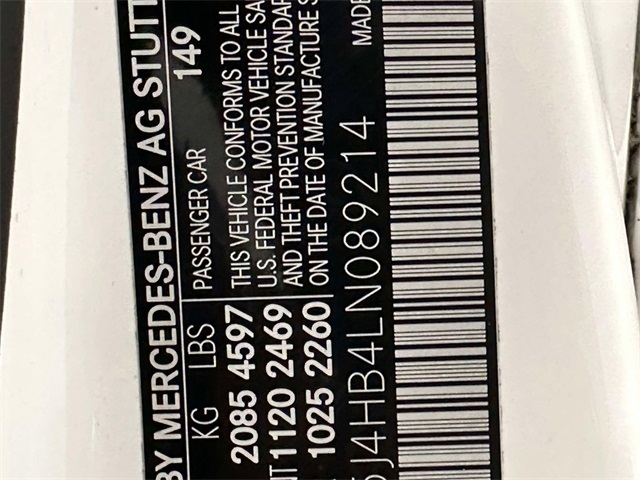 BY MERCEDES-BENZ AG STUTT
149
KG LBS PASSENGER CAR
2085 4597 THIS VEHICLE CONFORMS TO ALL
NT 1120 2469 U.S. FEDERAL MOTOR VEHICLE SA
1025 2260 AND THEFT PREVENTION STANDAR
ON THE DATE OF MANUFACTURE S
J4HB4LN089214 MADE